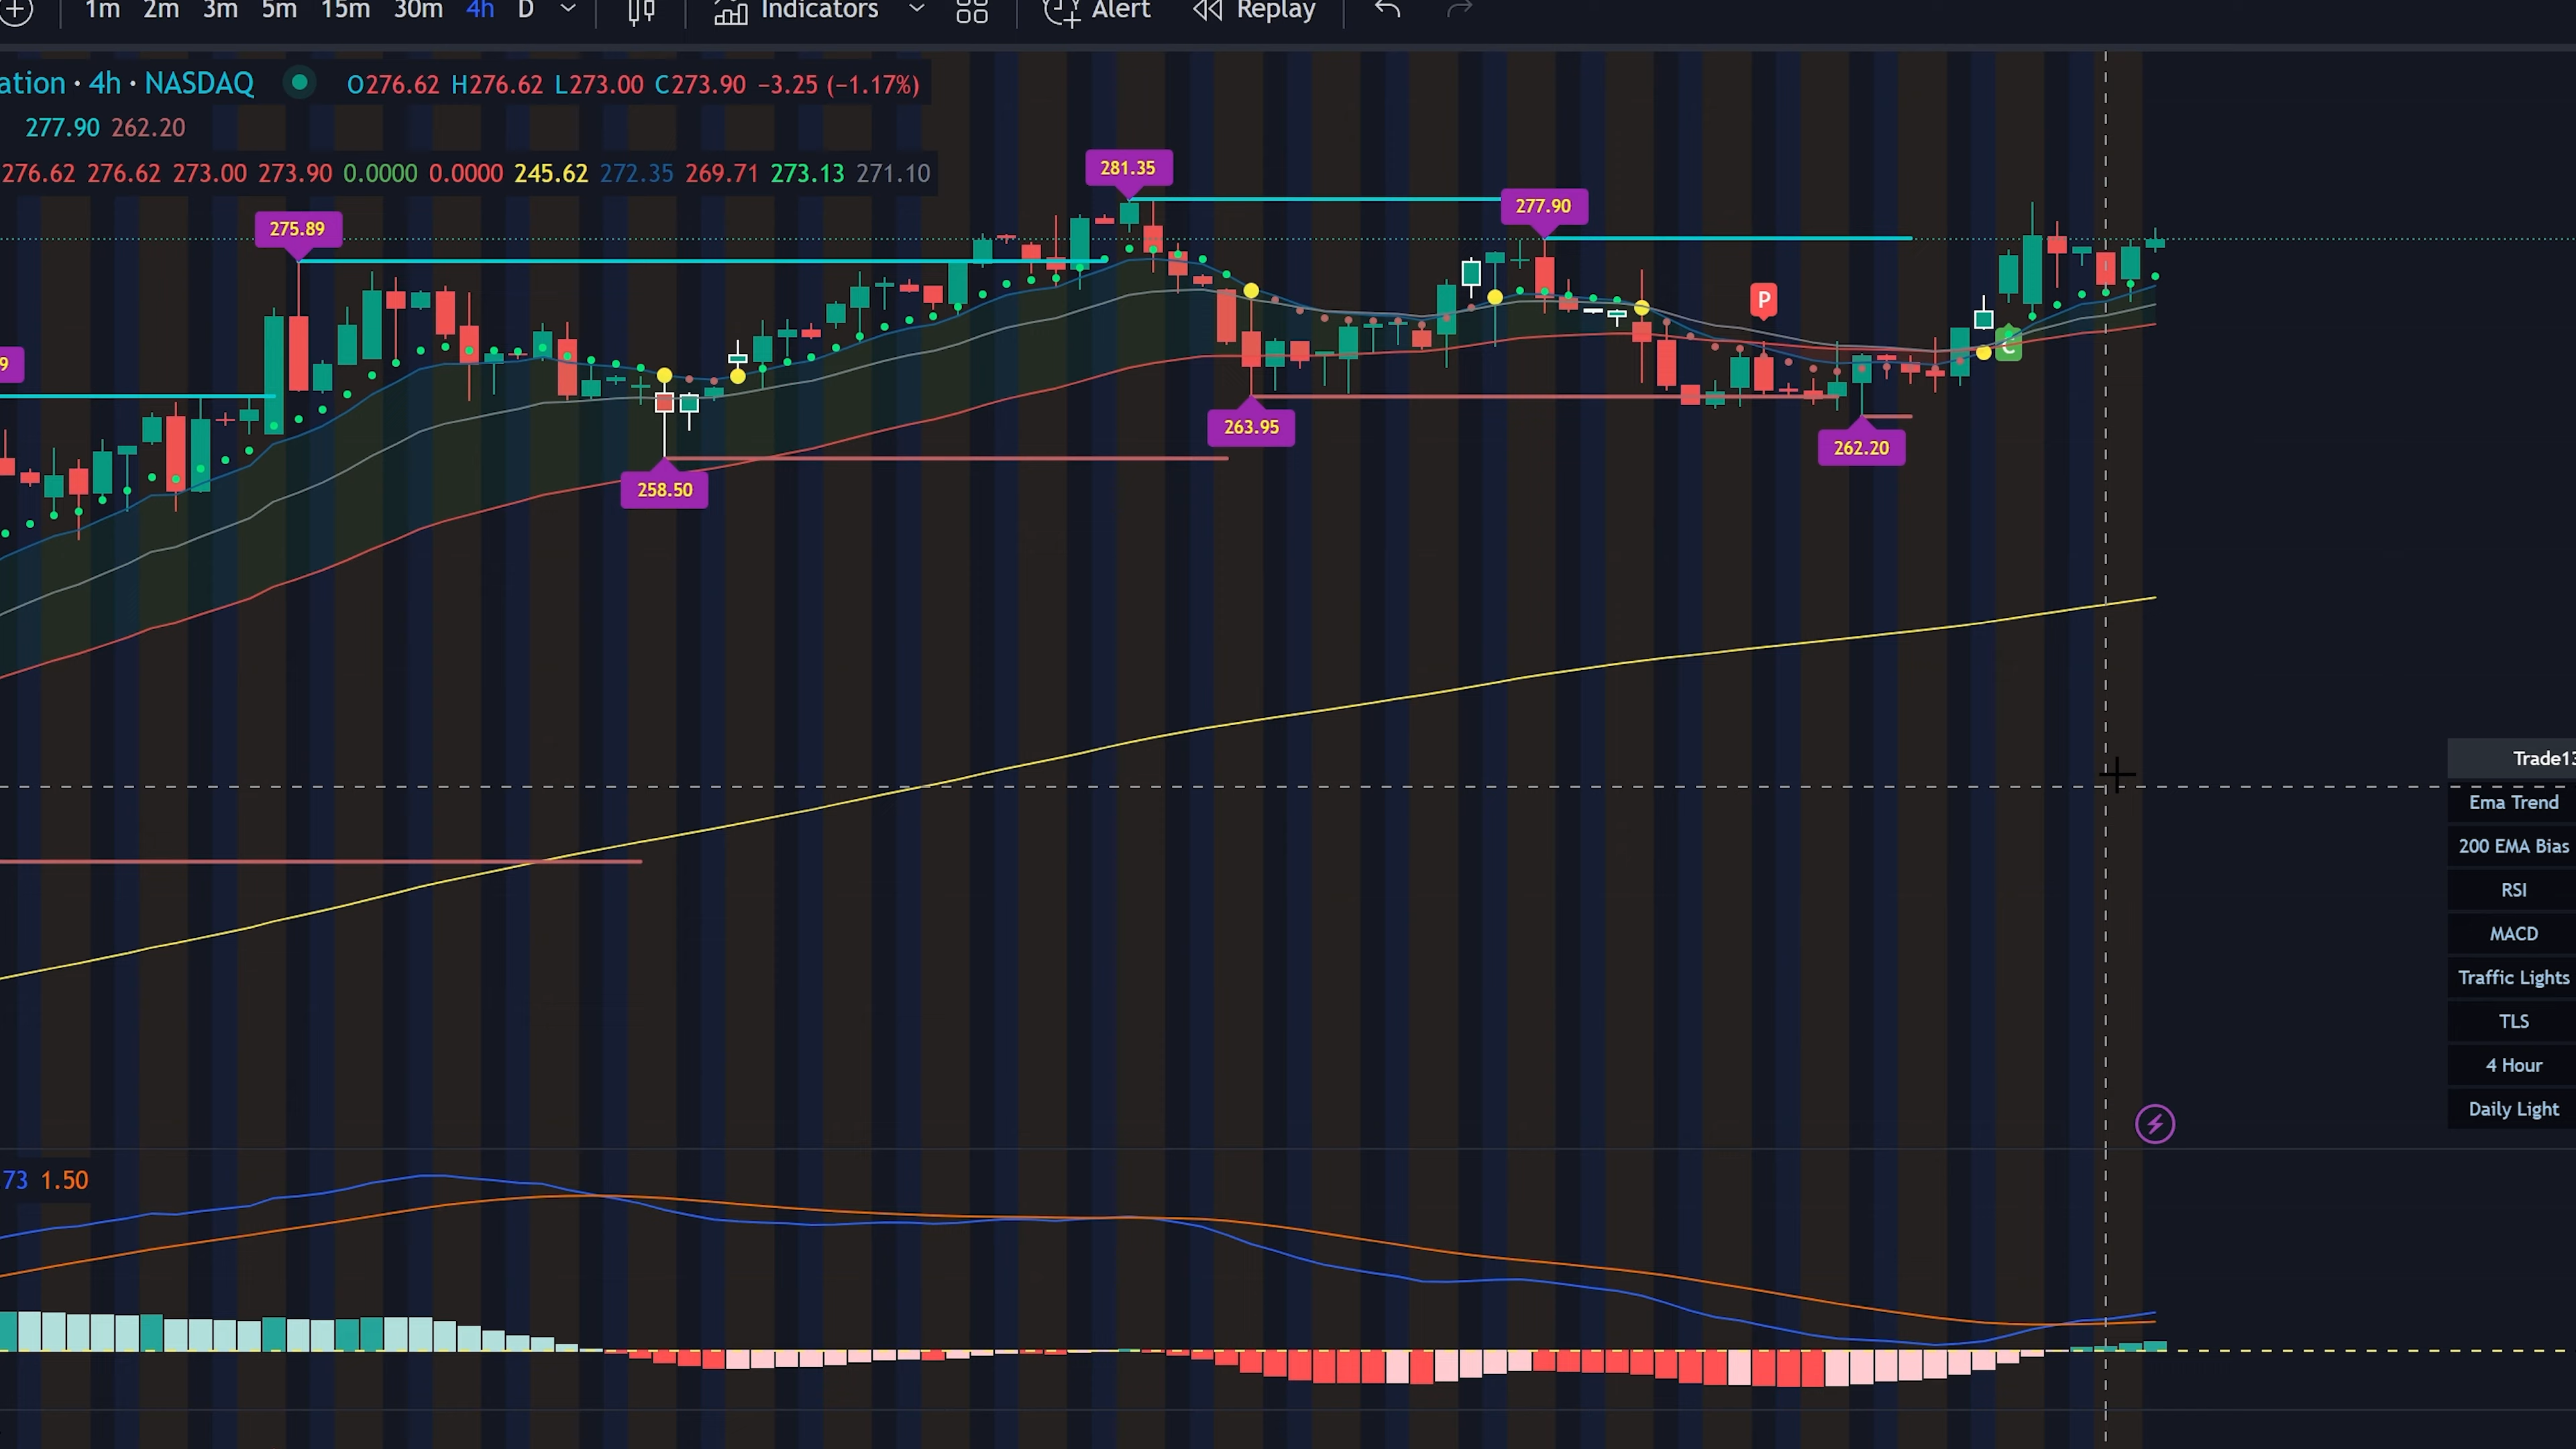 1m 2m 3m 5m 15m 30m 4h D Indicators Alert Replay
ation · 4h · NASDAQ O276.62 H276.62 L273.00 C273.90 −3.25 (−1.17%)
277.90 262.20
276.62 276.62 273.00 273.90 0.0000 0.0000 245.62 272.35 269.71 273.13 271.10
281.35
277.90
275.89
P
C
9
263.95
262.20
258.50
Trade13
Ema Trend
200 EMA Bias
RSI
MACD
Traffic Lights
TLS
4 Hour
Daily Light
73 1.50